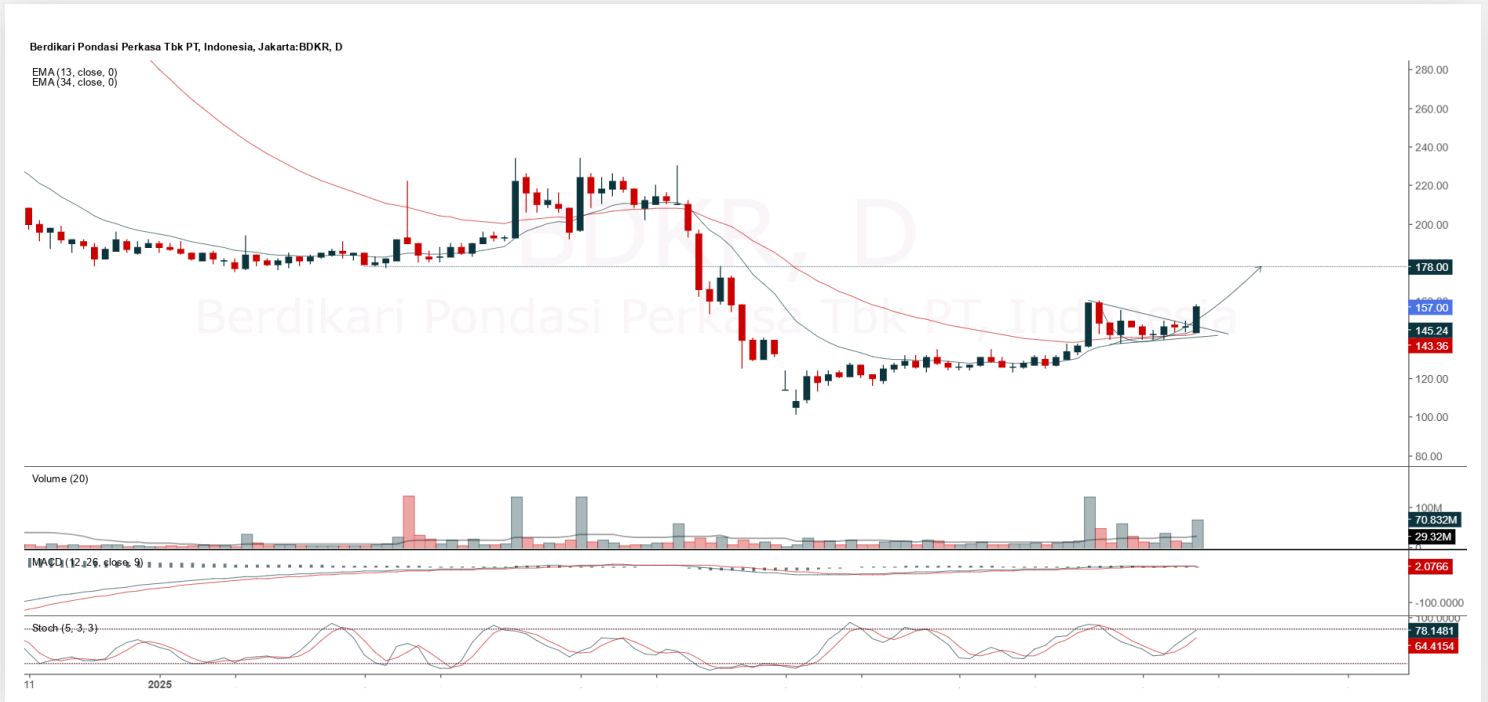 Berdikari Pondasi Perkasa Tbk PT, Indonesia, Jakarta:BDKR, D
EMA (13, close, 0)
EMA (34, close, 0)
BDKR, D
Berdikari Pondasi Perkasa Tbk PT, Indonesia
280.00
260.00
240.00
220.00
200.00
178.00
157.00
145.24
143.36
120.00
100.00
80.00
Volume (20)
100M
70.832M
29.32M
0
MACD (12, 26, close, 9)
2.0766
-100.0000
Stoch (5, 3, 3)
100.0000
78.1481
64.4154
11
2025